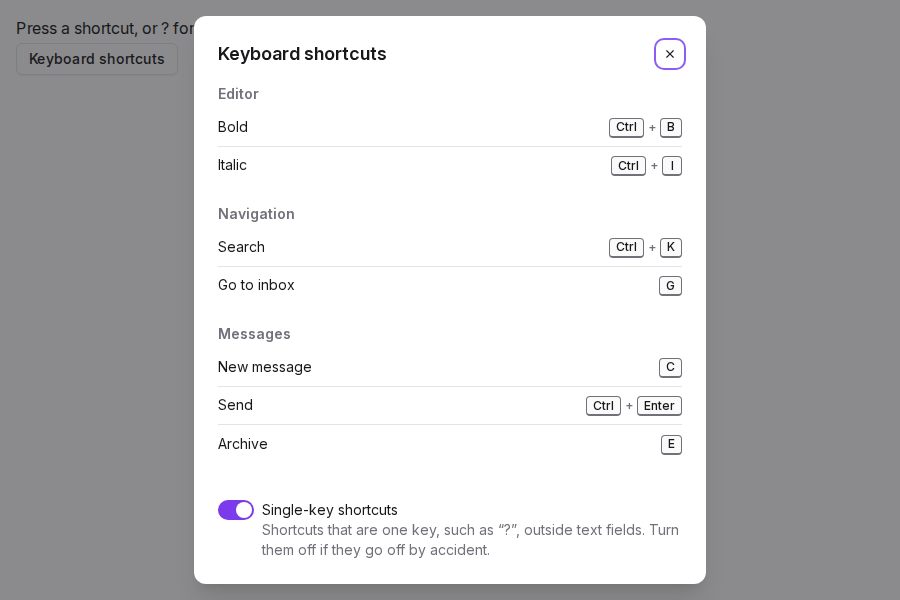 Press a shortcut, or ? for
Keyboard shortcuts
Keyboard shortcuts
Editor
Bold Ctrl + B
Italic Ctrl + I
Navigation
Search Ctrl + K
Go to inbox G
Messages
New message C
Send Ctrl + Enter
Archive E
Single-key shortcuts
Shortcuts that are one key, such as “?”, outside text fields. Turn
them off if they go off by accident.